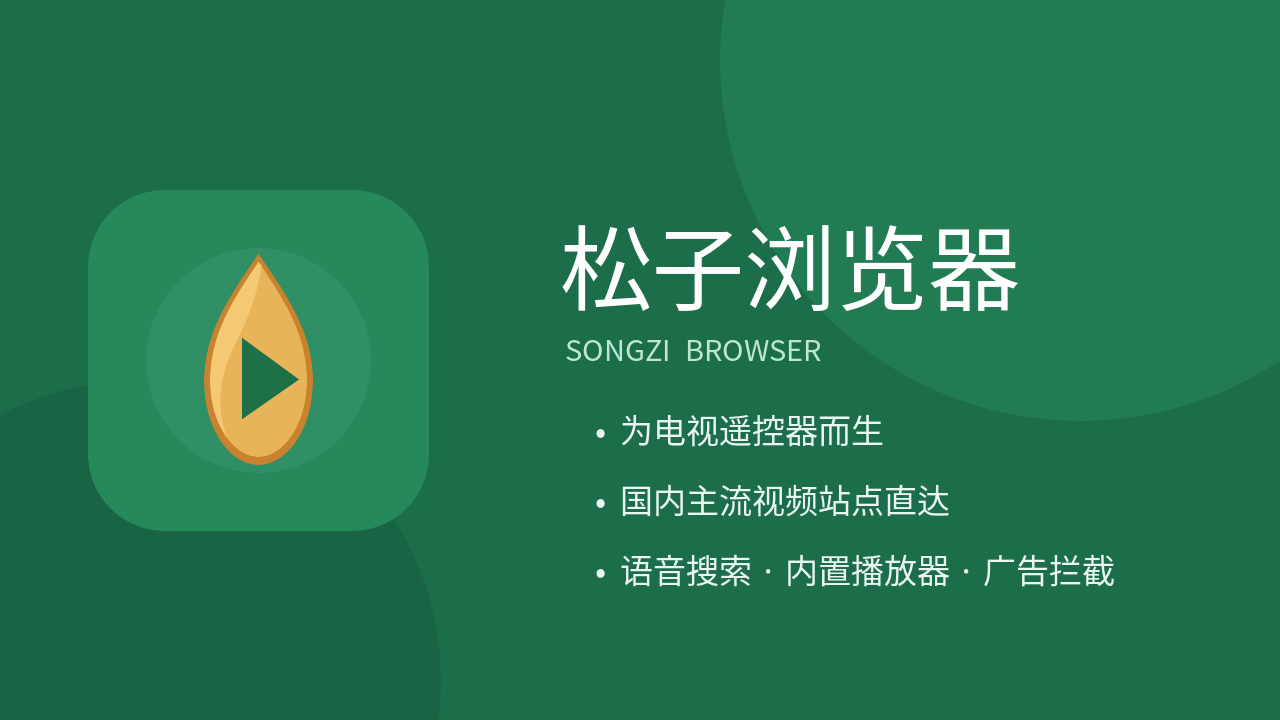 松子浏览器
SONGZI BROWSER
• 为电视遥控器而生
• 国内主流视频站点直达
• 语音搜索 · 内置播放器 · 广告拦截